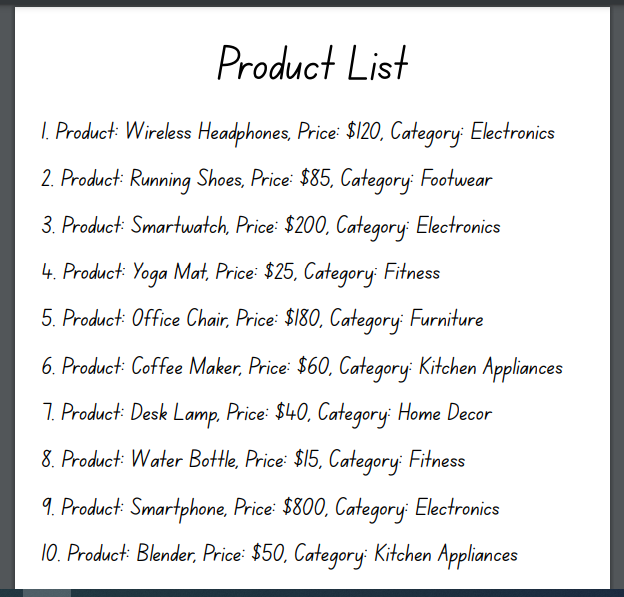 Product List
1. Product: Wireless Headphones, Price: $120, Category: Electronics
2. Product: Running Shoes, Price: $85, Category: Footwear
3. Product: Smartwatch, Price: $200, Category: Electronics
4. Product: Yoga Mat, Price: $25, Category: Fitness
5. Product: Office Chair, Price: $180, Category: Furniture
6. Product: Coffee Maker, Price: $60, Category: Kitchen Appliances
7. Product: Desk Lamp, Price: $40, Category: Home Decor
8. Product: Water Bottle, Price: $15, Category: Fitness
9. Product: Smartphone, Price: $800, Category: Electronics
10. Product: Blender, Price: $50, Category: Kitchen Appliances